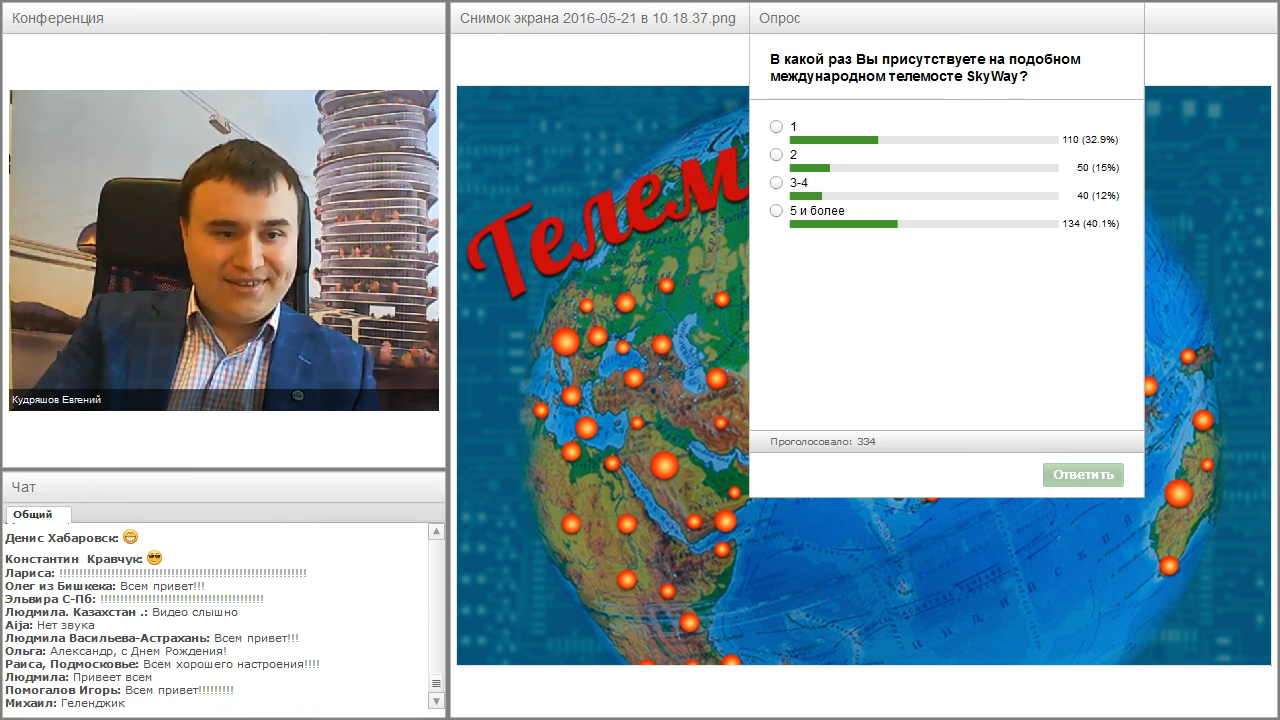 Конференция
Кудряшов Евгений
Чат
Общий
Денис Хабаровск:
Константин Кравчук:
Лариса: !!!!!!!!!!!!!!!!!!!!!!!!!!!!!!!!!!!!!!!!!!!!!!!!!!!!!!!!!!!!!!
Олег из Бишкека: Всем привет!!!
Эльвира С-Пб: !!!!!!!!!!!!!!!!!!!!!!!!!!!!!!!!!!!!!!!!!
Людмила. Казахстан .: Видео слышно
Aija: Нет звука
Людмила Васильева-Астрахань: Всем привет!!!
Ольга: Александр, с Днем Рождения!
Раиса, Подмосковье: Всем хорошего настроения!!!!
Людмила: Привеет всем
Помогалов Игорь: Всем привет!!!!!!!!!
Михаил: Геленджик
Снимок экрана 2016-05-21 в 10.18.37.png
Телем
Опрос
В какой раз Вы присутствуете на подобном
международном телемосте SkyWay?
1
110 (32.9%)
2
50 (15%)
3-4
40 (12%)
5 и более
134 (40.1%)
Проголосовало: 334
Ответить